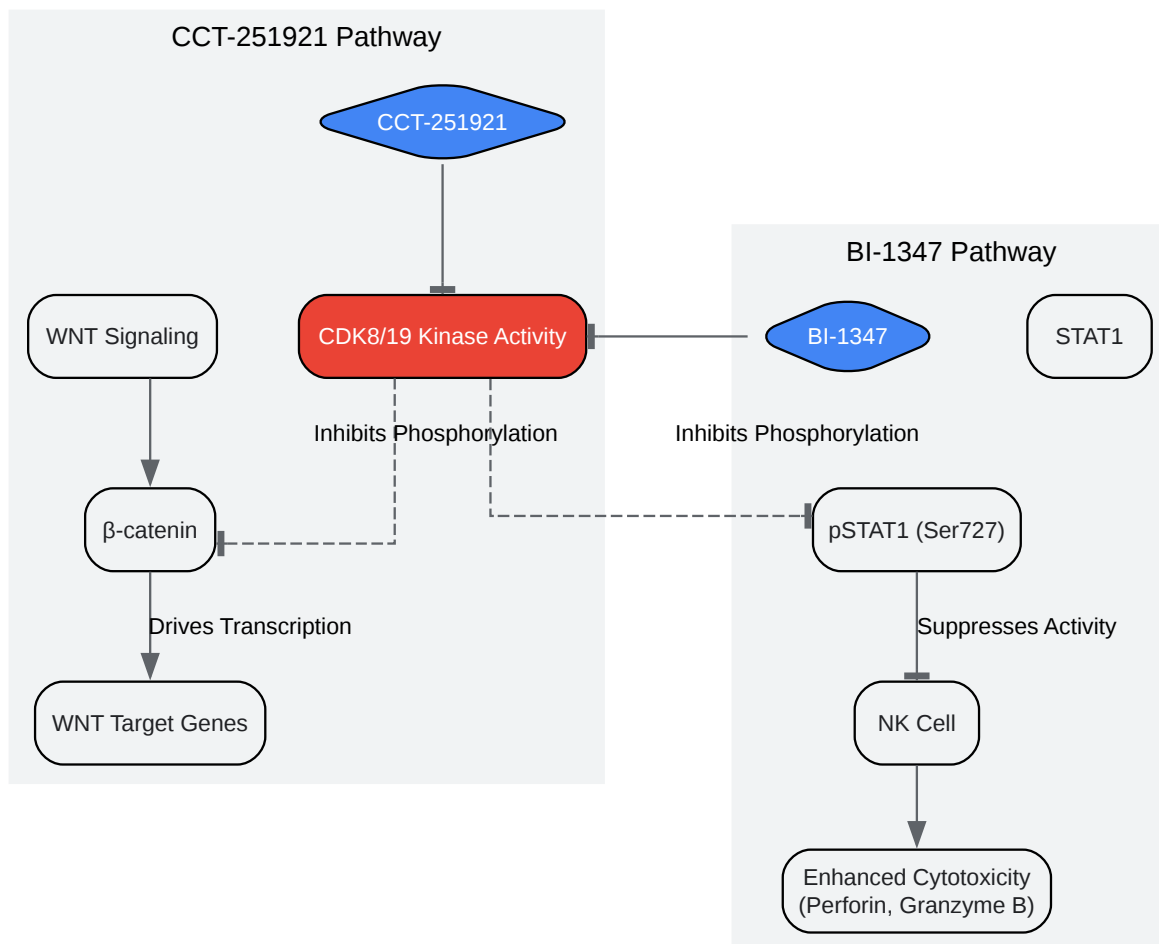 CCT-251921 Pathway
CCT-251921
BI-1347 Pathway
WNT Signaling
CDK8/19 Kinase Activity
BI-1347
STAT1
Inhibits Phosphorylation
Inhibits Phosphorylation
β-catenin
pSTAT1 (Ser727)
Drives Transcription
Suppresses Activity
WNT Target Genes
NK Cell
Enhanced Cytotoxicity
(Perforin, Granzyme B)